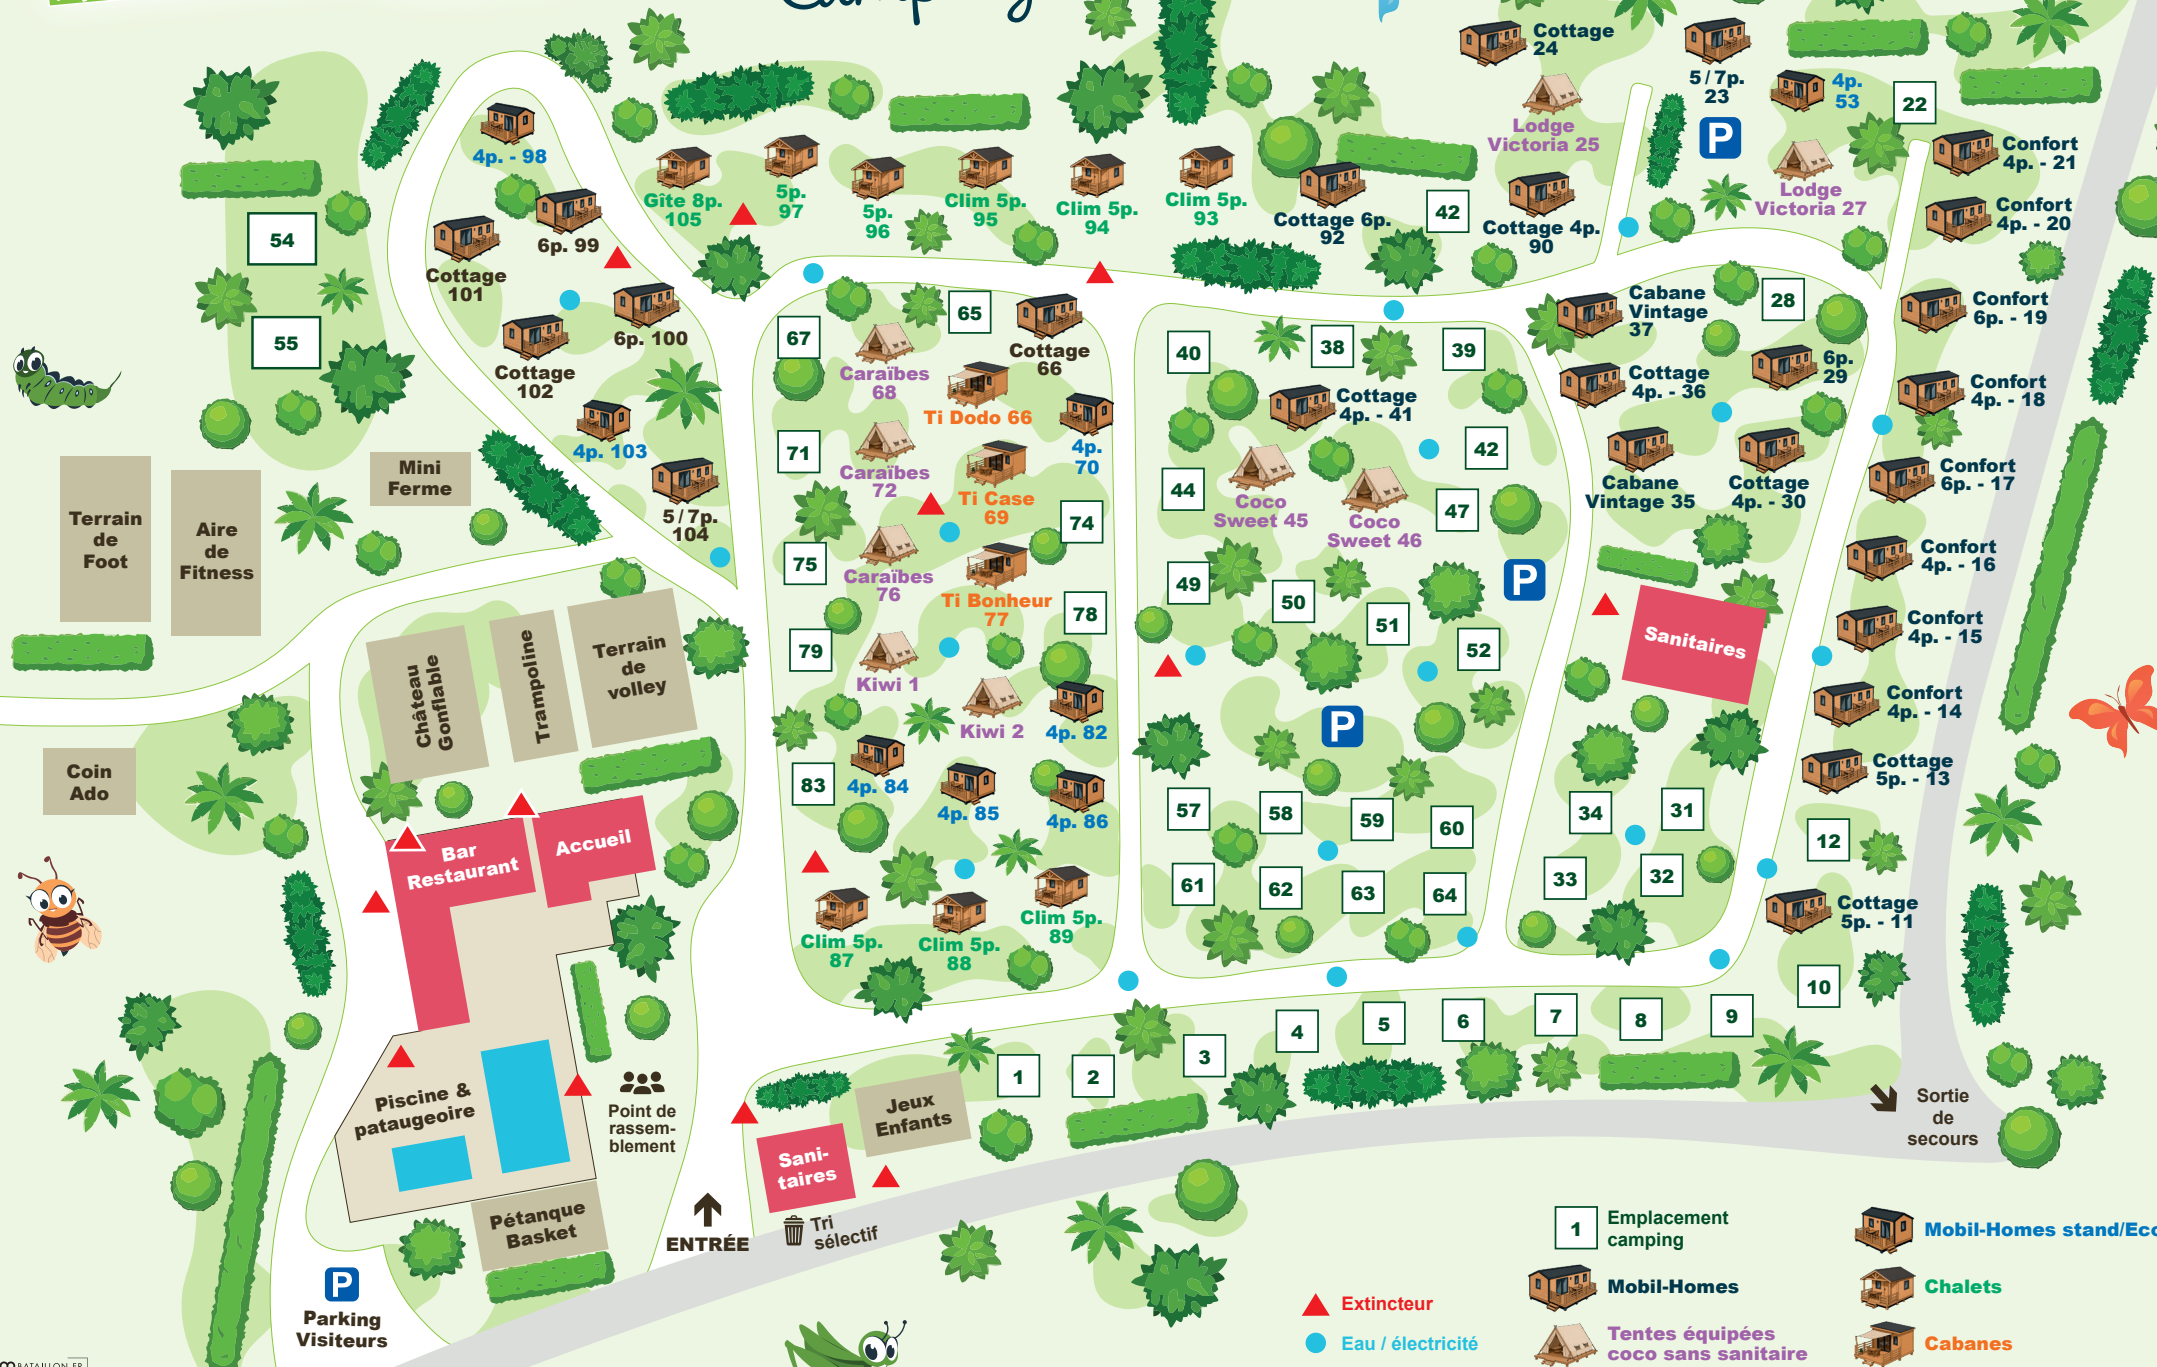 Cottage
24
5 / 7p.
23
4p.
53
22
Lodge
Victoria 25
Confort
4p. - 21
Lodge
Victoria 27
Confort
4p. - 20
4p. - 98
Gîte 8p.
105
5p.
97
5p.
96
Clim 5p.
95
Clim 5p.
94
Clim 5p.
93
Cottage 6p.
92
42
Cottage 4p.
90
54
6p. 99
Cottage
101
6p. 100
Cottage
102
55
4p. 103
5 / 7p.
104
67
65
Cottage
66
Caraïbes
68
Ti Dodo 66
4p.
70
71
Caraïbes
72
Ti Case
69
74
75
Caraïbes
76
Ti Bonheur
77
78
79
Kiwi 1
Kiwi 2
4p. 82
83
4p. 84
4p. 85
4p. 86
Clim 5p.
87
Clim 5p.
88
Clim 5p.
89
40
38
39
Cottage
4p. - 41
42
44
Coco
Sweet 45
Coco
Sweet 46
47
49
50
51
52
P
P
P
57
58
59
60
61
62
63
64
Cabane
Vintage
37
28
Cottage
4p. - 36
6p.
29
Cabane
Vintage 35
Cottage
4p. - 30
Sanitaires
34
31
33
32
Confort
6p. - 19
Confort
4p. - 18
Confort
6p. - 17
Confort
4p. - 16
Confort
4p. - 15
Confort
4p. - 14
Cottage
5p. - 13
12
Cottage
5p. - 11
10
1
2
3
4
5
6
7
8
9
Terrain
de
Foot
Aire
de
Fitness
Mini
Ferme
Château
Gonflable
Trampoline
Terrain
de
volley
Coin
Ado
Bar
Restaurant
Accueil
Piscine &
pataugeoire
Point de
rassem-
blement
Pétanque
Basket
Jeux
Enfants
Sani-
taires
Tri
sélectif
ENTRÉE
P
Parking
Visiteurs
Sortie
de
secours
Extincteur
Eau / électricité
1
Emplacement
camping
Mobil-Homes
Tentes équipées
coco sans sanitaire
Mobil-Homes stand/Eco
Chalets
Cabanes
BATAILLON.FR